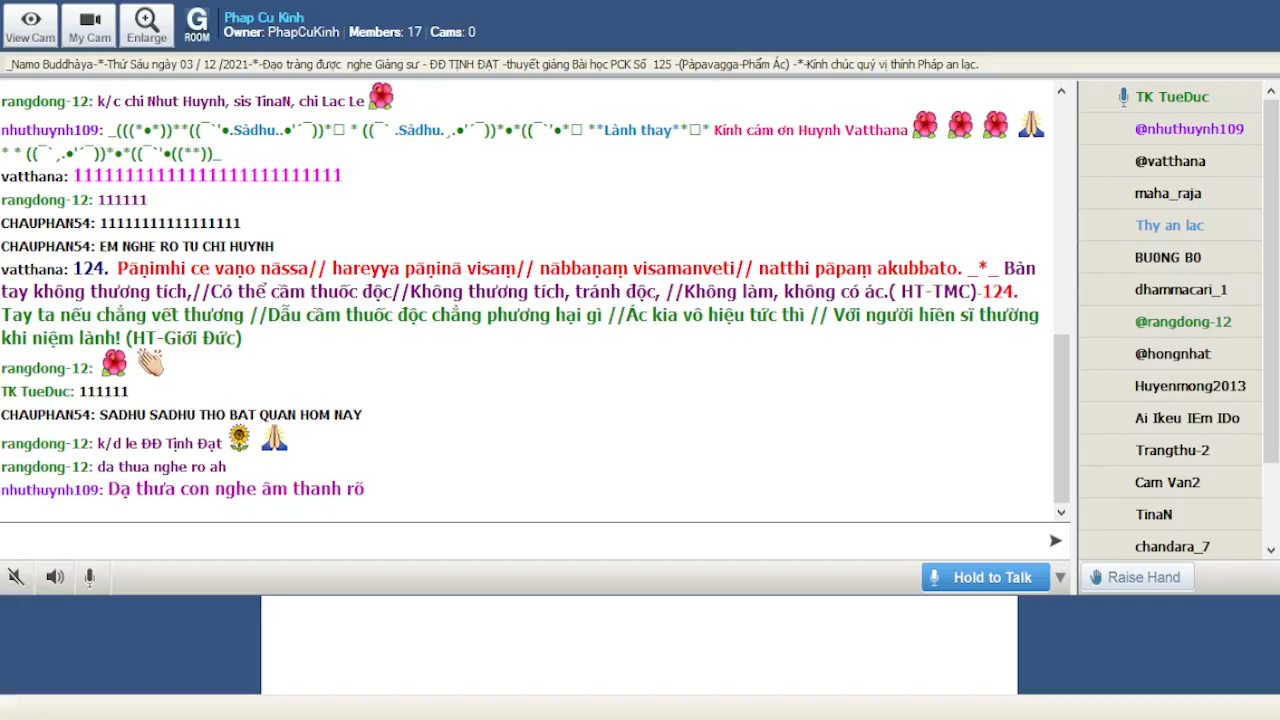 View Cam
My Cam
Enlarge
G
ROOM
Phap Cu Kinh
Owner: PhapCuKinh | Members: 17 | Cams: 0
_Namo Buddhàya-*-Thứ Sáu ngày 03 / 12 /2021-*-Đạo tràng được nghe Giảng sư - ĐĐ TỊNH ĐẠT -thuyết giảng Bài học PCK Số 125 -(Pàpavagga-Phẩm Ác) -*-Kính chúc quý vị thính Pháp an lạc.
rangdong-12: k/c chi Nhut Huynh, sis TinaN, chi Lac Le
nhuthuynh109: _(((*•*))**((¯`'•.Sàdhu..•'´¯))*▯ * ((¯` .Sàdhu.¸.•'´¯))*•*((¯`'•*▯ **Lành thay**▯* Kính cám ơn Huynh Vatthana
* * ((¯`¸.•'´¯))*•*((¯`'•((**))_
vatthana: 11111111111111111111111111
rangdong-12: 111111
CHAUPHAN54: 11111111111111111
CHAUPHAN54: EM NGHE RO TU CHI HUYNH
vatthana: 124. Pāṇimhi ce vaṇo nāssa// hareyya pāṇinā visaṃ// nābbaṇaṃ visamanveti// natthi pāpaṃ akubbato. _*_ Bàn
tay không thương tích,//Có thể cầm thuốc độc//Không thương tích, tránh độc, //Không làm, không có ác.( HT-TMC)-124.
Tay ta nếu chẳng vết thương //Dẫu cầm thuốc độc chẳng phương hại gì //Ác kia vô hiệu tức thì // Với người hiền sĩ thường
khi niệm lành! (HT-Giới Đức)
rangdong-12:
TK TueDuc: 111111
CHAUPHAN54: SADHU SADHU THO BAT QUAN HOM NAY
rangdong-12: k/d le ĐĐ Tịnh Đạt
rangdong-12: da thua nghe ro ah
nhuthuynh109: Dạ thưa con nghe âm thanh rõ
Hold to Talk
TK TueDuc
@nhuthuynh109
@vatthana
maha_raja
Thy an lac
BU0NG B0
dhammacari_1
@rangdong-12
@hongnhat
Huyenmong2013
Ai Ikeu IEm IDo
Trangthu-2
Cam Van2
TinaN
chandara_7
Raise Hand